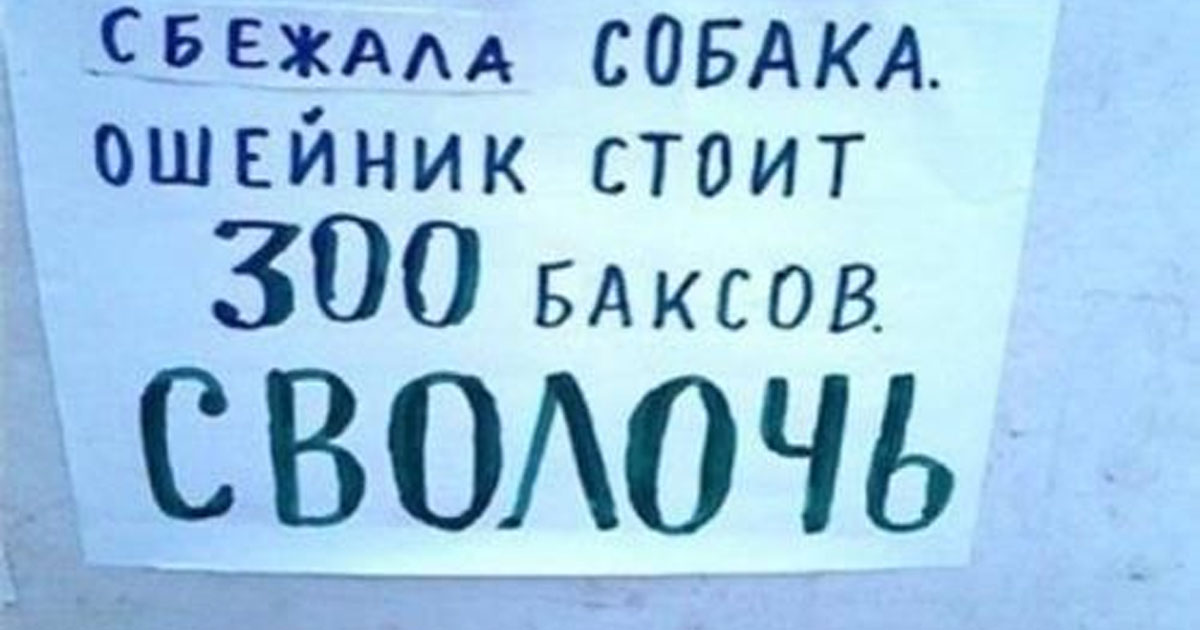 СБЕЖАЛА СОБАКА.
ОШЕЙНИК СТОИТ
300 БАКСОВ.
СВОЛОЧЬ